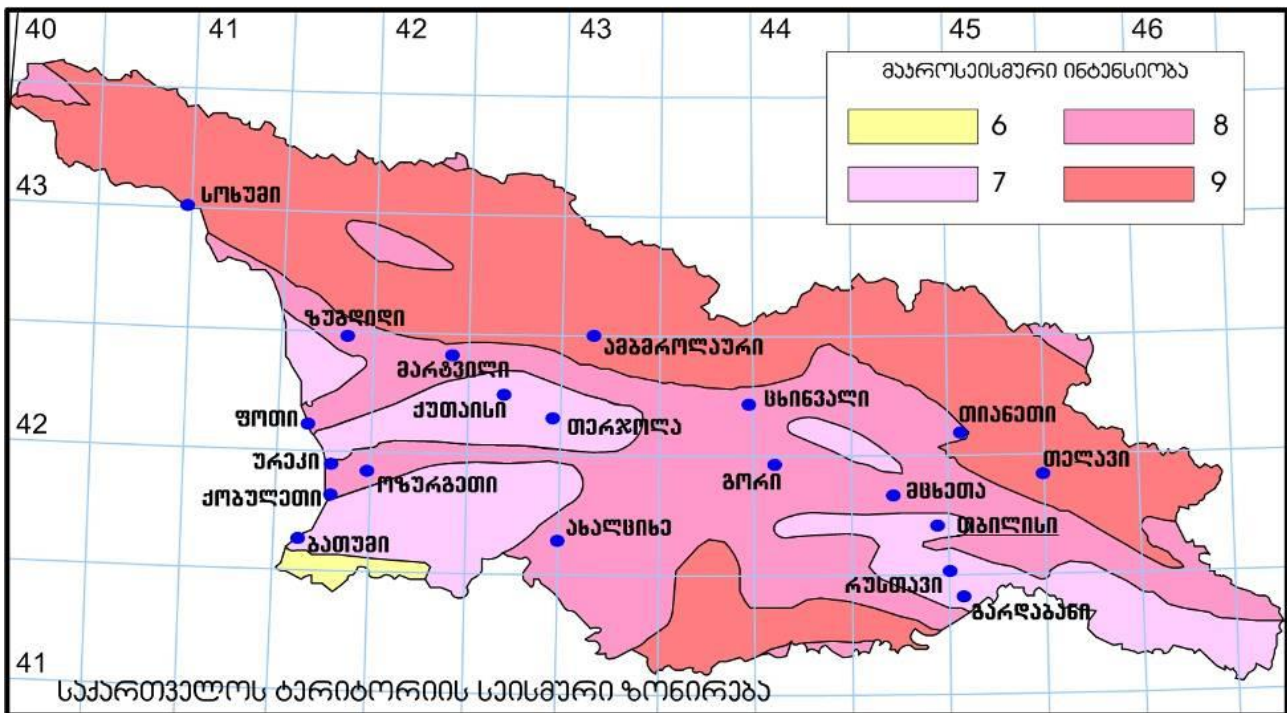 40 41 42 43 44 45 46
მაკროსეისმური ინტენსიობა
6 8
7 9
43
სოხუმი
ზუგდიდი
ამბმროლაური
მარტვილი
ცხინვალი
42
ფოთი
ქუთაისი
თერჯოლა
თიანეთი
ურეკი
ოზურგეთი
გორი
მცხეთა
თელავი
ქობულეთი
ახალციხე
თბილისი
ბათუმი
რუსთავი
გარდაბანი
41
საქართველოს ტერიტორიის სეისმური ზონირება